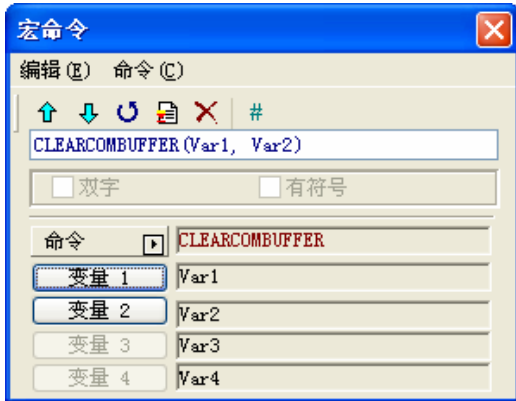 宏命令
编辑(E) 命令(C)
#
CLEARCOMBUFFER(Var1, Var2)
双字 有符号
命令 CLEARCOMBUFFER
变量 1 Var1
变量 2 Var2
变量 3 Var3
变量 4 Var4